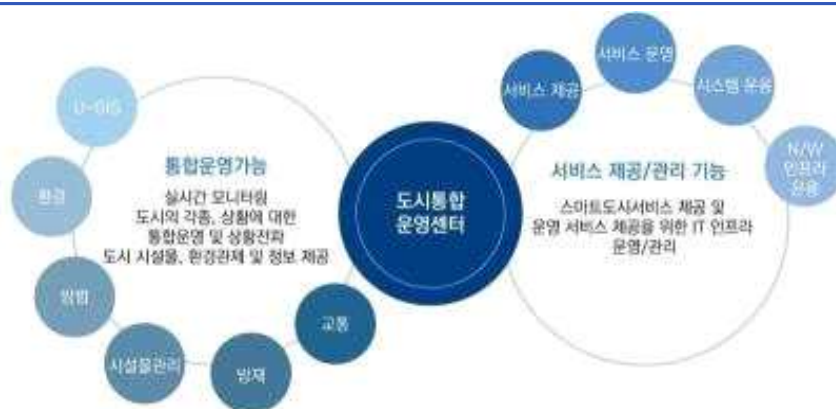 U-GIS
환경
방범
시설물관리
방재
교통
통합운영가능
실시간 모니터링
도시의 각종, 상황에 대한
통합운영 및 상황전파
도시 시설물, 환경관제 및 정보 제공
도시통합
운영센터
서비스 제공
서비스 운영
시스템 운용
N/W
인프라
운용
서비스 제공/관리 기능
스마트도시서비스 제공 및
운영 서비스 제공을 위한 IT 인프라
운영/관리